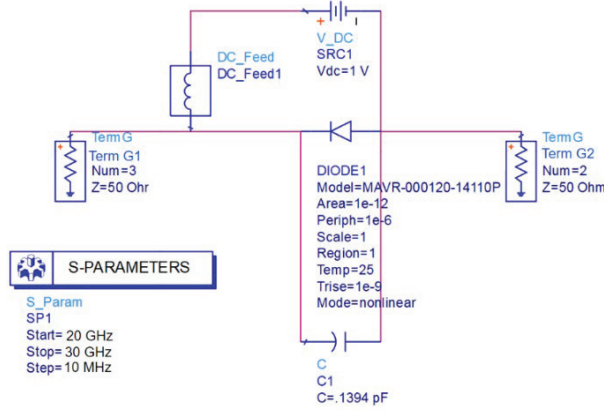 +
I
V_DC
SRC1
Vdc=1 V
DC_Feed
DC_Feed1
+
TermG
Term G1
Num=3
Z=50 Ohr
+
TermG
Term G2
Num=2
Z=50 Ohm
DIODE1
Model=MAVR-000120-14110P
Area=1e-12
Periph=1e-6
Scale=1
Region=1
Temp=25
Trise=1e-9
Mode=nonlinear
S-PARAMETERS
S_Param
SP1
Start= 20 GHz
Stop= 30 GHz
Step= 10 MHz
C
C1
C=.1394 pF